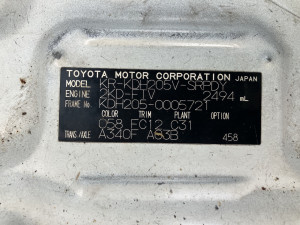 TOYOTA MOTOR CORPORATION JAPAN
MODEL KR-KDH205V-SRPDY
ENGINE 2KD-FTV 2494 mL
FRAME No. KDH205-0005721
COLOR TRIM PLANT OPTION
058 FC12 S31
TRANS/AXLE A340F A03B 458